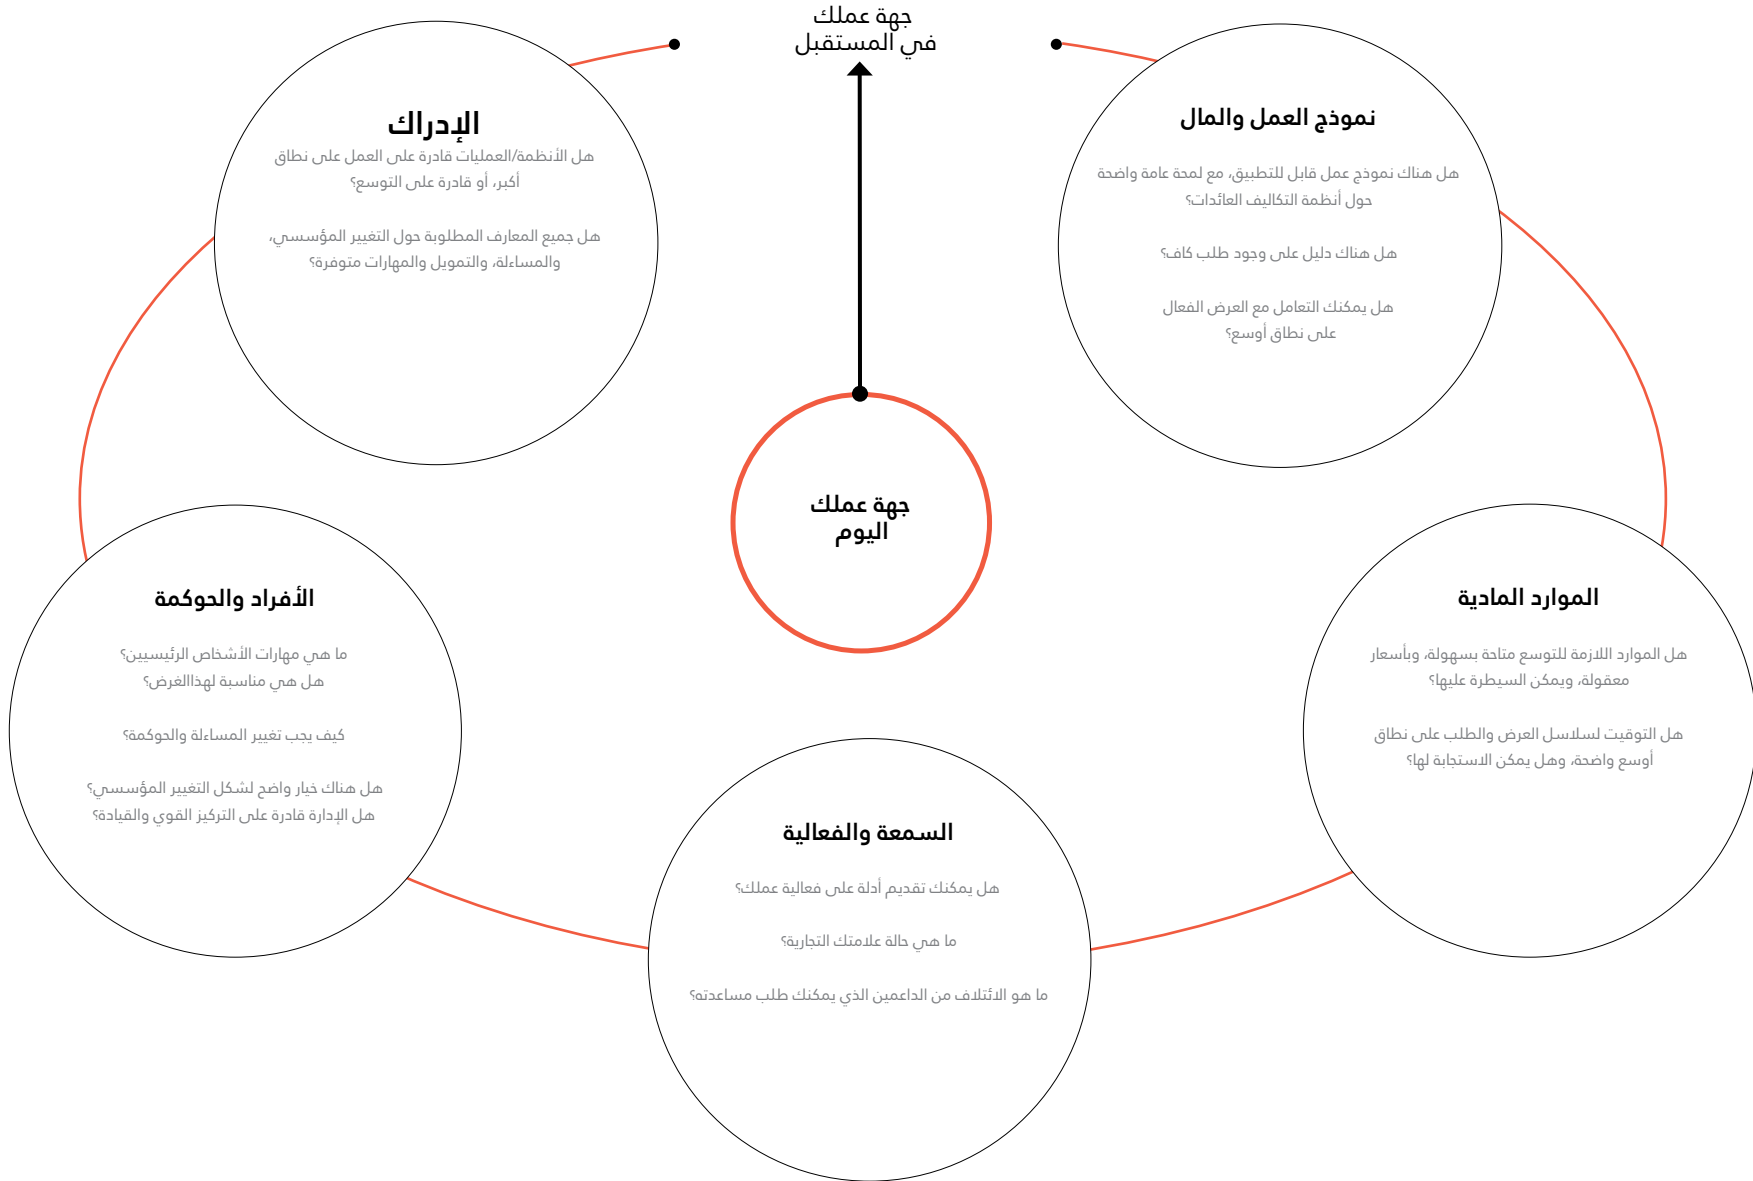 جهة عملك
في المستقبل
نموذج العمل والمال
هل هناك نموذج عمل قابل للتطبيق، مع لمحة عامة واضحة
حول أنظمة التكاليف العائدات؟
هل هناك دليل على وجود طلب كاف؟
هل يمكنك التعامل مع العرض الفعال
على نطاق أوسع؟
الإدراك
هل الأنظمة/العمليات قادرة على العمل على نطاق
أكبر، أو قادرة على التوسع؟
هل جميع المعارف المطلوبة حول التغيير المؤسسي،
والمساءلة، والتمويل والمهارات متوفرة؟
جهة عملك
اليوم
الموارد المادية
هل الموارد اللازمة للتوسع متاحة بسهولة، وبأسعار
معقولة، ويمكن السيطرة عليها؟
هل التوقيت لسلاسل العرض والطلب على نطاق
أوسع واضحة، وهل يمكن الاستجابة لها؟
الأفراد والحوكمة
ما هي مهارات الأشخاص الرئيسيين؟
هل هي مناسبة لهذاالغرض؟
كيف يجب تغيير المساءلة والحوكمة؟
هل هناك خيار واضح لشكل التغيير المؤسسي؟
هل الإدارة قادرة على التركيز القوي والقيادة؟
السمعة والفعالية
هل يمكنك تقديم أدلة على فعالية عملك؟
ما هي حالة علامتك التجارية؟
ما هو الائتلاف من الداعمين الذي يمكنك طلب مساعدته؟